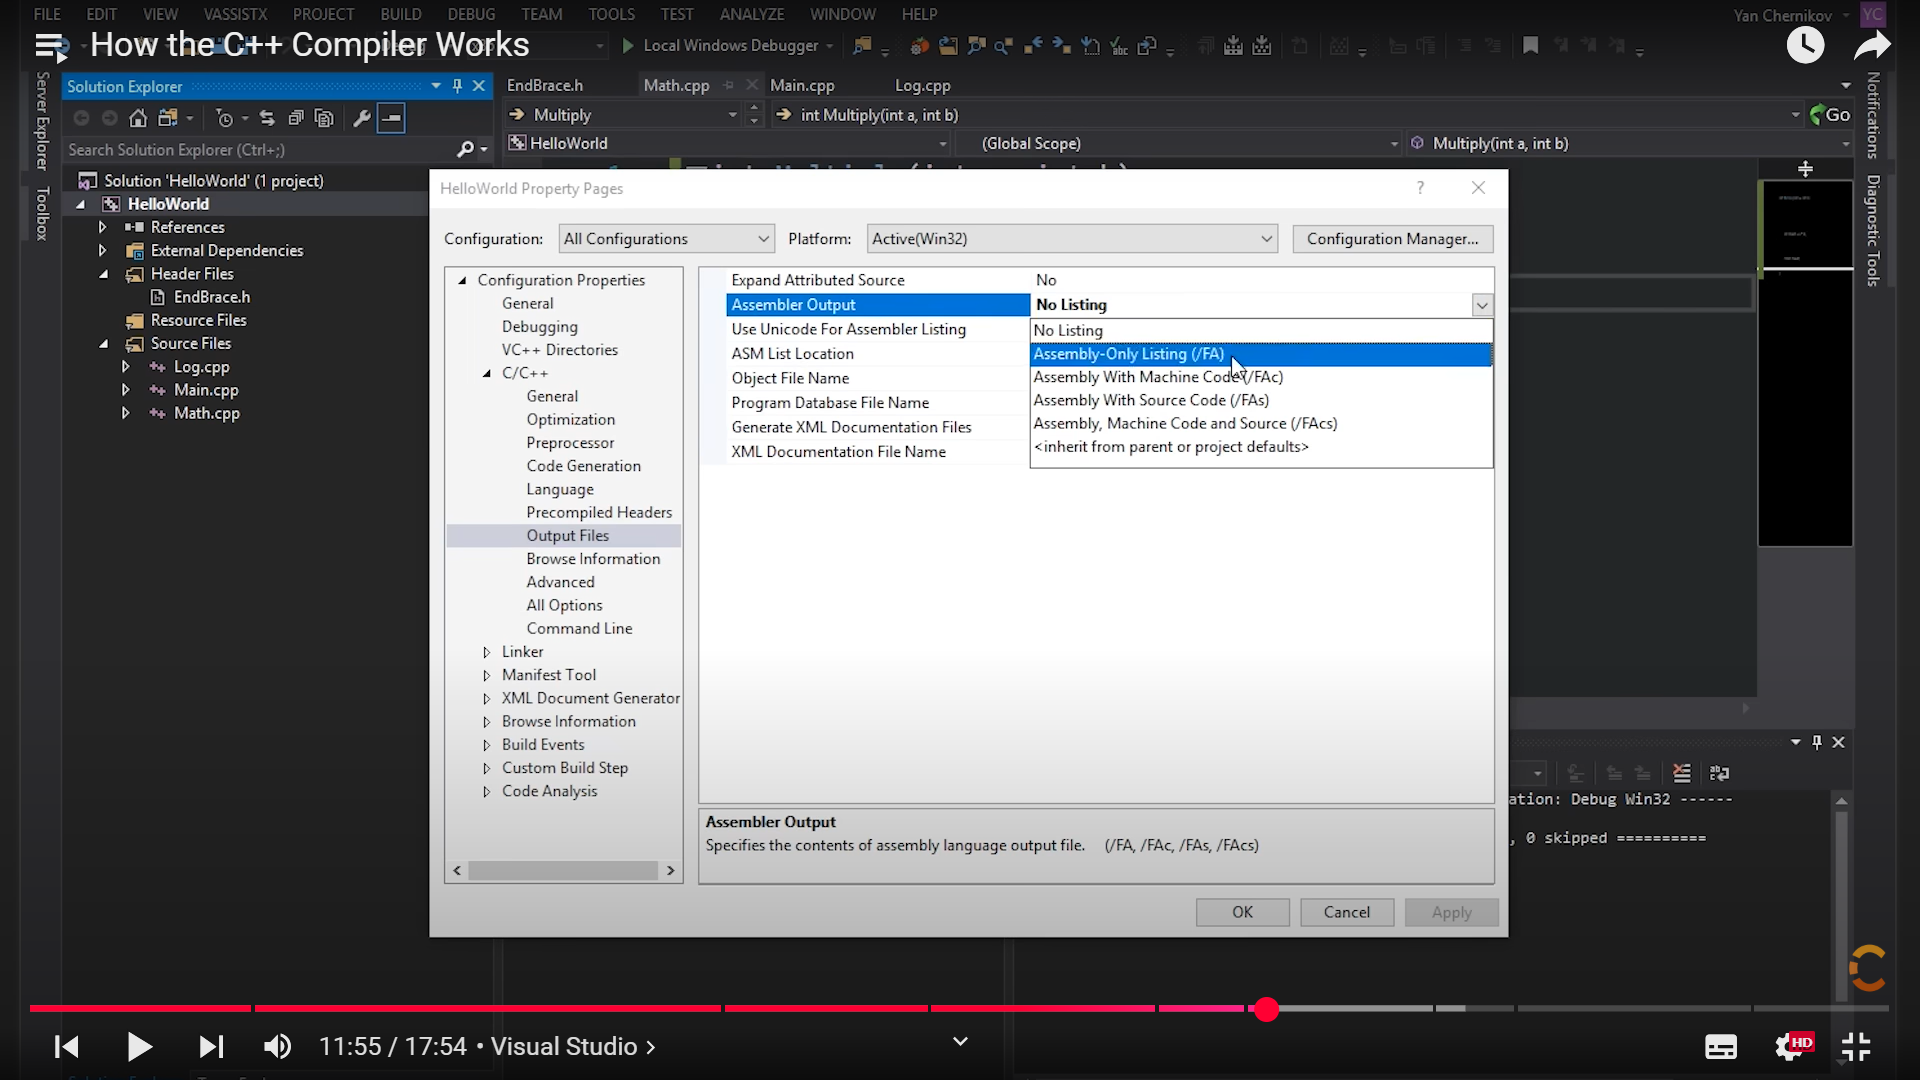 FILE EDIT VIEW VASSISTX PROJECT BUILD DEBUG TEAM TOOLS TEST ANALYZE WINDOW HELP Yan Chernikov YC
How the C++ Compiler Works
Local Windows Debugger
Server Explorer
Toolbox
Solution Explorer
EndBrace.h Math.cpp Main.cpp Log.cpp
Multiply int Multiply(int a, int b) Go
Search Solution Explorer (Ctrl+;)
HelloWorld (Global Scope) Multiply(int a, int b)
Notifications
Diagnostic Tools
Solution 'HelloWorld' (1 project)
HelloWorld
References
External Dependencies
Header Files
EndBrace.h
Resource Files
Source Files
Log.cpp
Main.cpp
Math.cpp
HelloWorld Property Pages ?
Configuration: All Configurations Platform: Active(Win32) Configuration Manager...
Configuration Properties
General
Debugging
VC++ Directories
C/C++
General
Optimization
Preprocessor
Code Generation
Language
Precompiled Headers
Output Files
Browse Information
Advanced
All Options
Command Line
Linker
Manifest Tool
XML Document Generator
Browse Information
Build Events
Custom Build Step
Code Analysis
Expand Attributed Source No
Assembler Output No Listing
Use Unicode For Assembler Listing
ASM List Location
Object File Name
Program Database File Name
Generate XML Documentation Files
XML Documentation File Name
No Listing
Assembly-Only Listing (/FA)
Assembly With Machine Code (/FAc)
Assembly With Source Code (/FAs)
Assembly, Machine Code and Source (/FAcs)
<inherit from parent or project defaults>
Assembler Output
Specifies the contents of assembly language output file. (/FA, /FAc, /FAs, /FAcs)
OK Cancel Apply
ation: Debug Win32 ------
, 0 skipped ==========
11:55 / 17:54 • Visual Studio >
HD